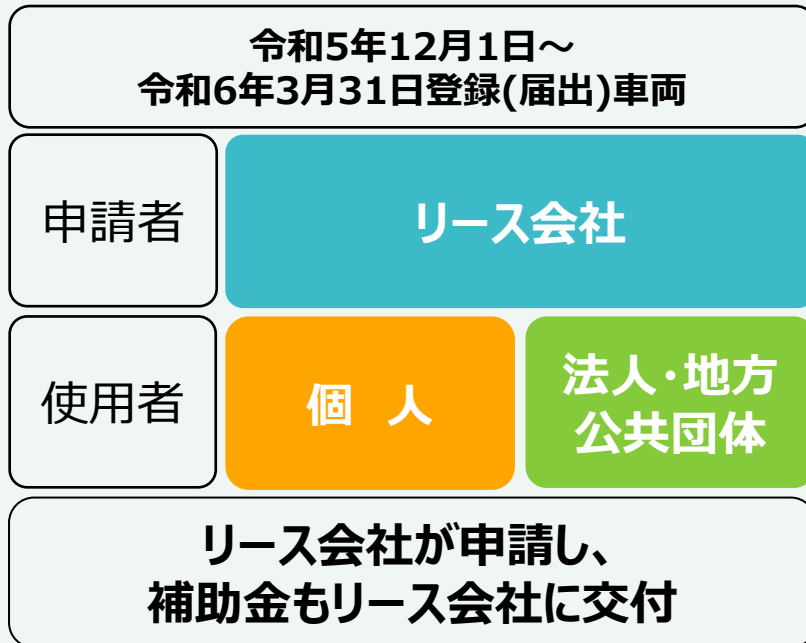 令和5年12月1日～
令和6年3月31日登録(届出)車両
申請者
リース会社
使用者
個　人
法人・地方
公共団体
リース会社が申請し、
補助金もリース会社に交付